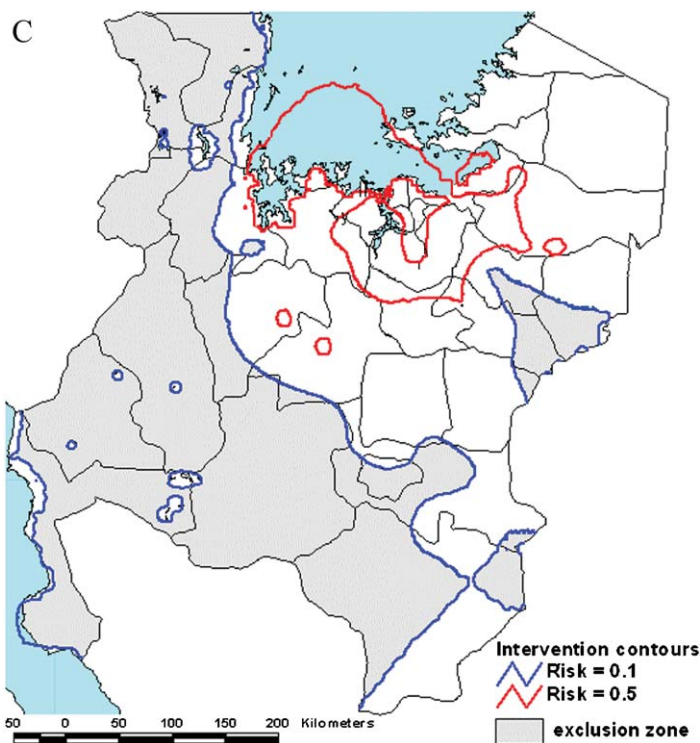 C
Intervention contours
Risk = 0.1
Risk = 0.5
exclusion zone
50 0 50 100 150 200 Kilometers